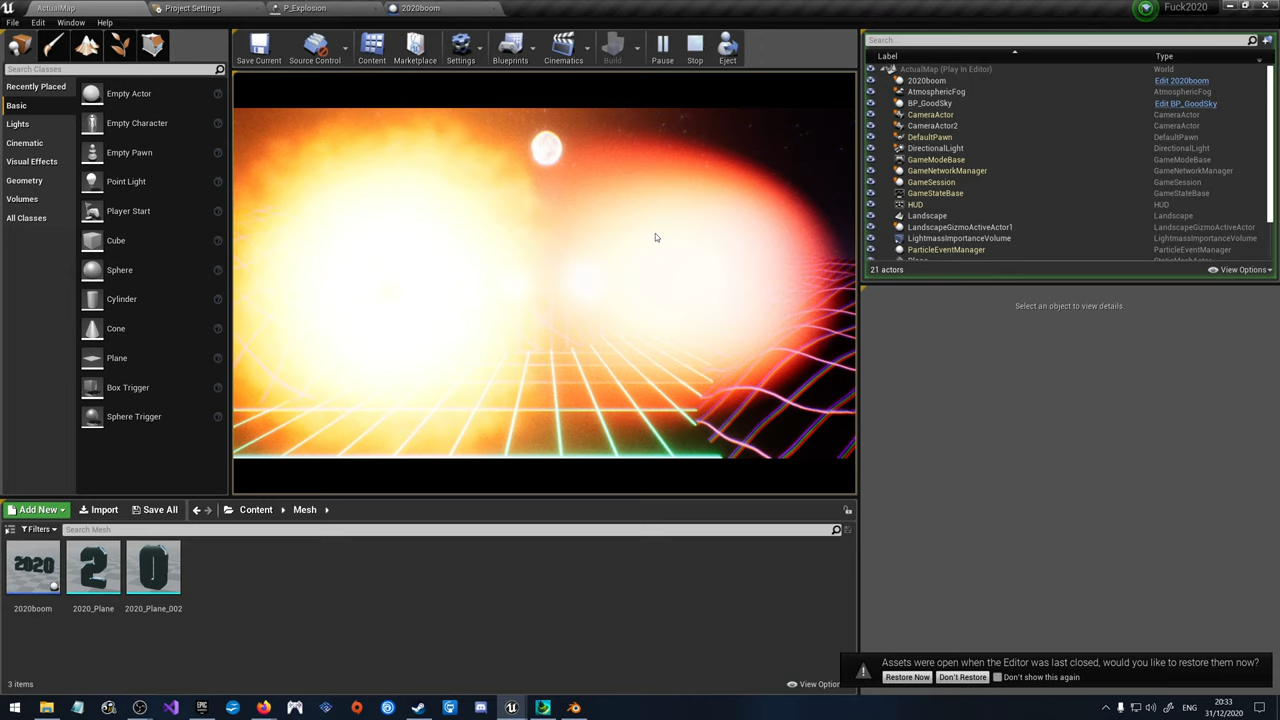 ActualMap
Project Settings
P_Explosion
2020boom
Fuck2020
File Edit Window Help
Save Current
Source Control
Content
Marketplace
Settings
Blueprints
Cinematics
Build
Pause
Stop
Eject
Search Classes
Recently Placed
Basic
Lights
Cinematic
Visual Effects
Geometry
Volumes
All Classes
Empty Actor
Empty Character
Empty Pawn
Point Light
Player Start
Cube
Sphere
Cylinder
Cone
Plane
Box Trigger
Sphere Trigger
Search...
Label Type
ActualMap (Play In Editor) World
2020boom Edit 2020boom
AtmosphericFog AtmosphericFog
BP_GoodSky Edit BP_GoodSky
CameraActor CameraActor
CameraActor2 CameraActor
DefaultPawn DefaultPawn
DirectionalLight DirectionalLight
GameModeBase GameModeBase
GameNetworkManager GameNetworkManager
GameSession GameSession
GameStateBase GameStateBase
HUD HUD
Landscape Landscape
LandscapeGizmoActiveActor1 LandscapeGizmoActiveActor
LightmassImportanceVolume LightmassImportanceVolume
ParticleEventManager ParticleEventManager
21 actors View Options
Select an object to view details.
Add New Import Save All Content Mesh
Filters Search Mesh
2020
2020boom
2020_Plane
2020_Plane_002
3 items View Option
Assets were open when the Editor was last closed, would you like to restore them now?
Restore Now Don't Restore Don't show this again
ENG
20:33
31/12/2020